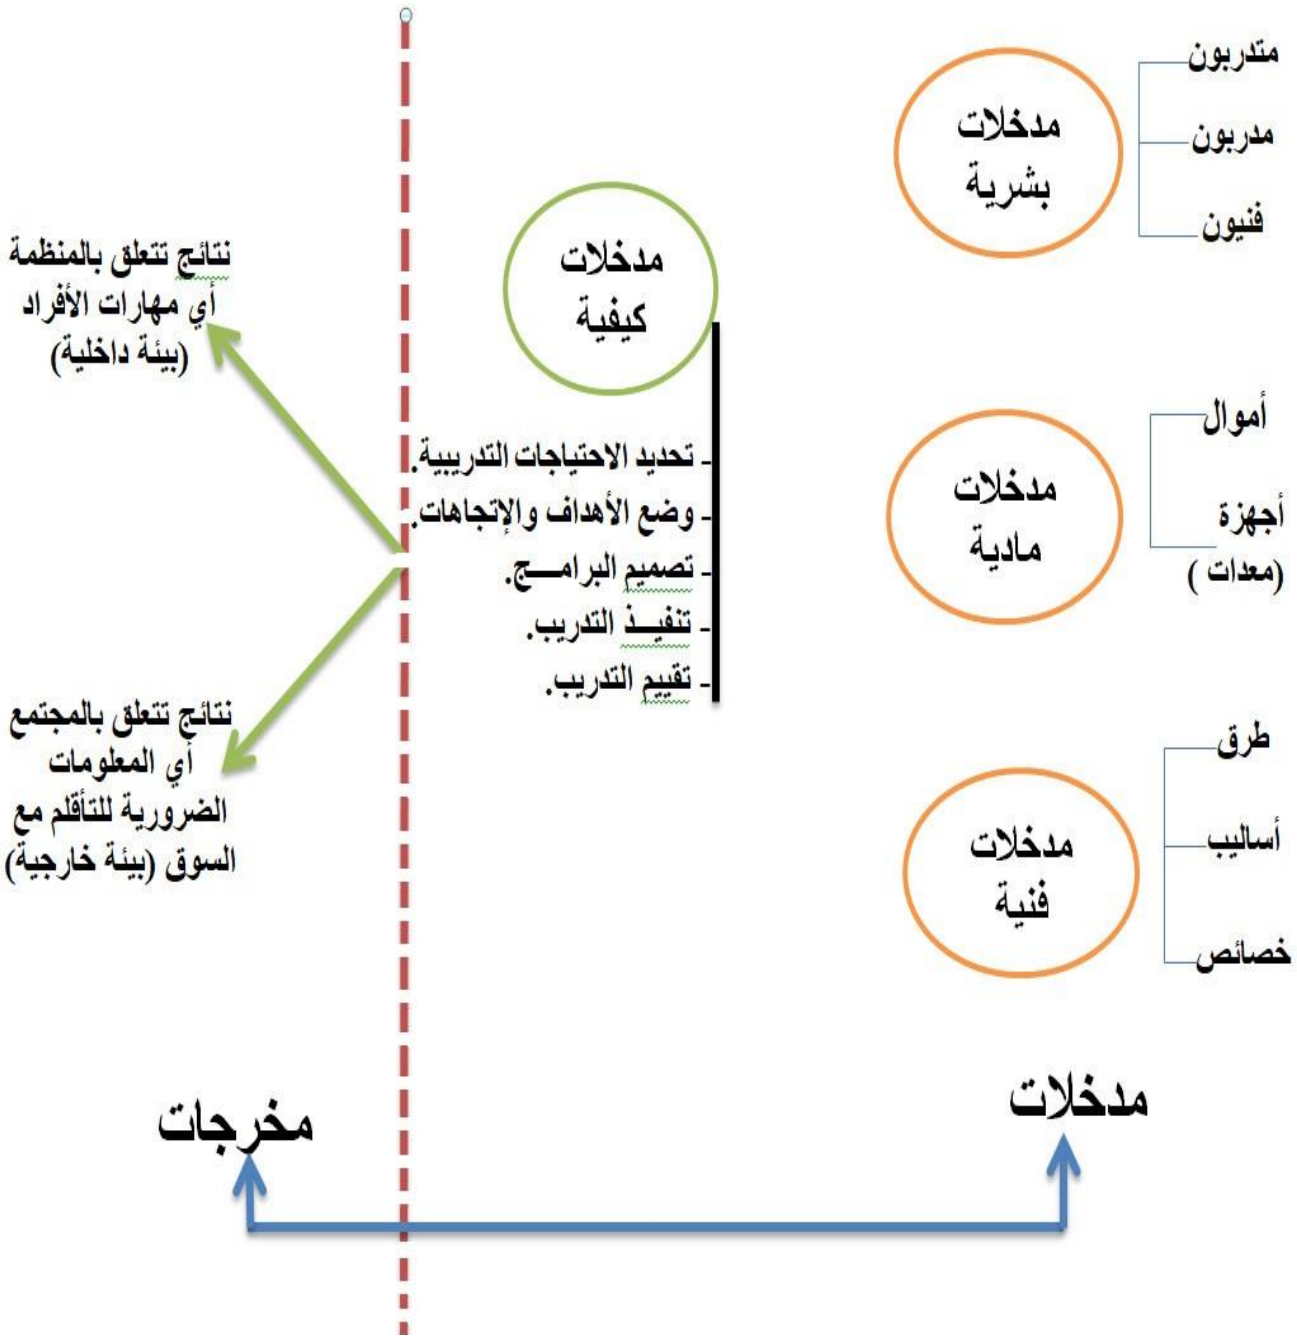 مدخلات
بشرية
متدربون
مدربون
فنيون
مدخلات
مادية
أموال
أجهزة
(معدات )
مدخلات
فنية
طرق
أساليب
خصائص
مدخلات
كيفية
- تحديد الاحتياجات التدريبية.
- وضع الأهداف والإتجاهات.
- تصميم البرامـــج.
- تنفيــذ التدريب.
- تقييم التدريب.
نتائج تتعلق بالمنظمة
أي مهارات الأفراد
(بيئة داخلية)
نتائج تتعلق بالمجتمع
أي المعلومات
الضرورية للتأقلم مع
السوق (بيئة خارجية)
مدخلات
مخرجات